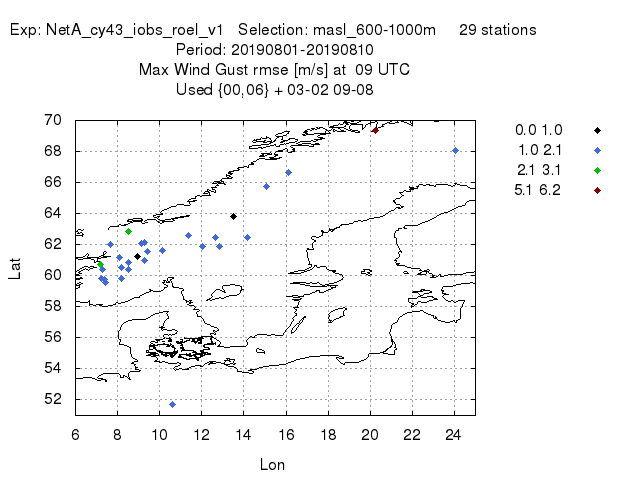 Exp: NetA_cy43_iobs_roel_v1 Selection: masl_600-1000m 29 stations
Period: 20190801-20190810
Max Wind Gust rmse [m/s] at 09 UTC
Used {00,06} + 03-02 09-08
0.0 1.0
1.0 2.1
2.1 3.1
5.1 6.2
Lat
70
68
66
64
62
60
58
56
54
52
6 8 10 12 14 16 18 20 22 24
Lon